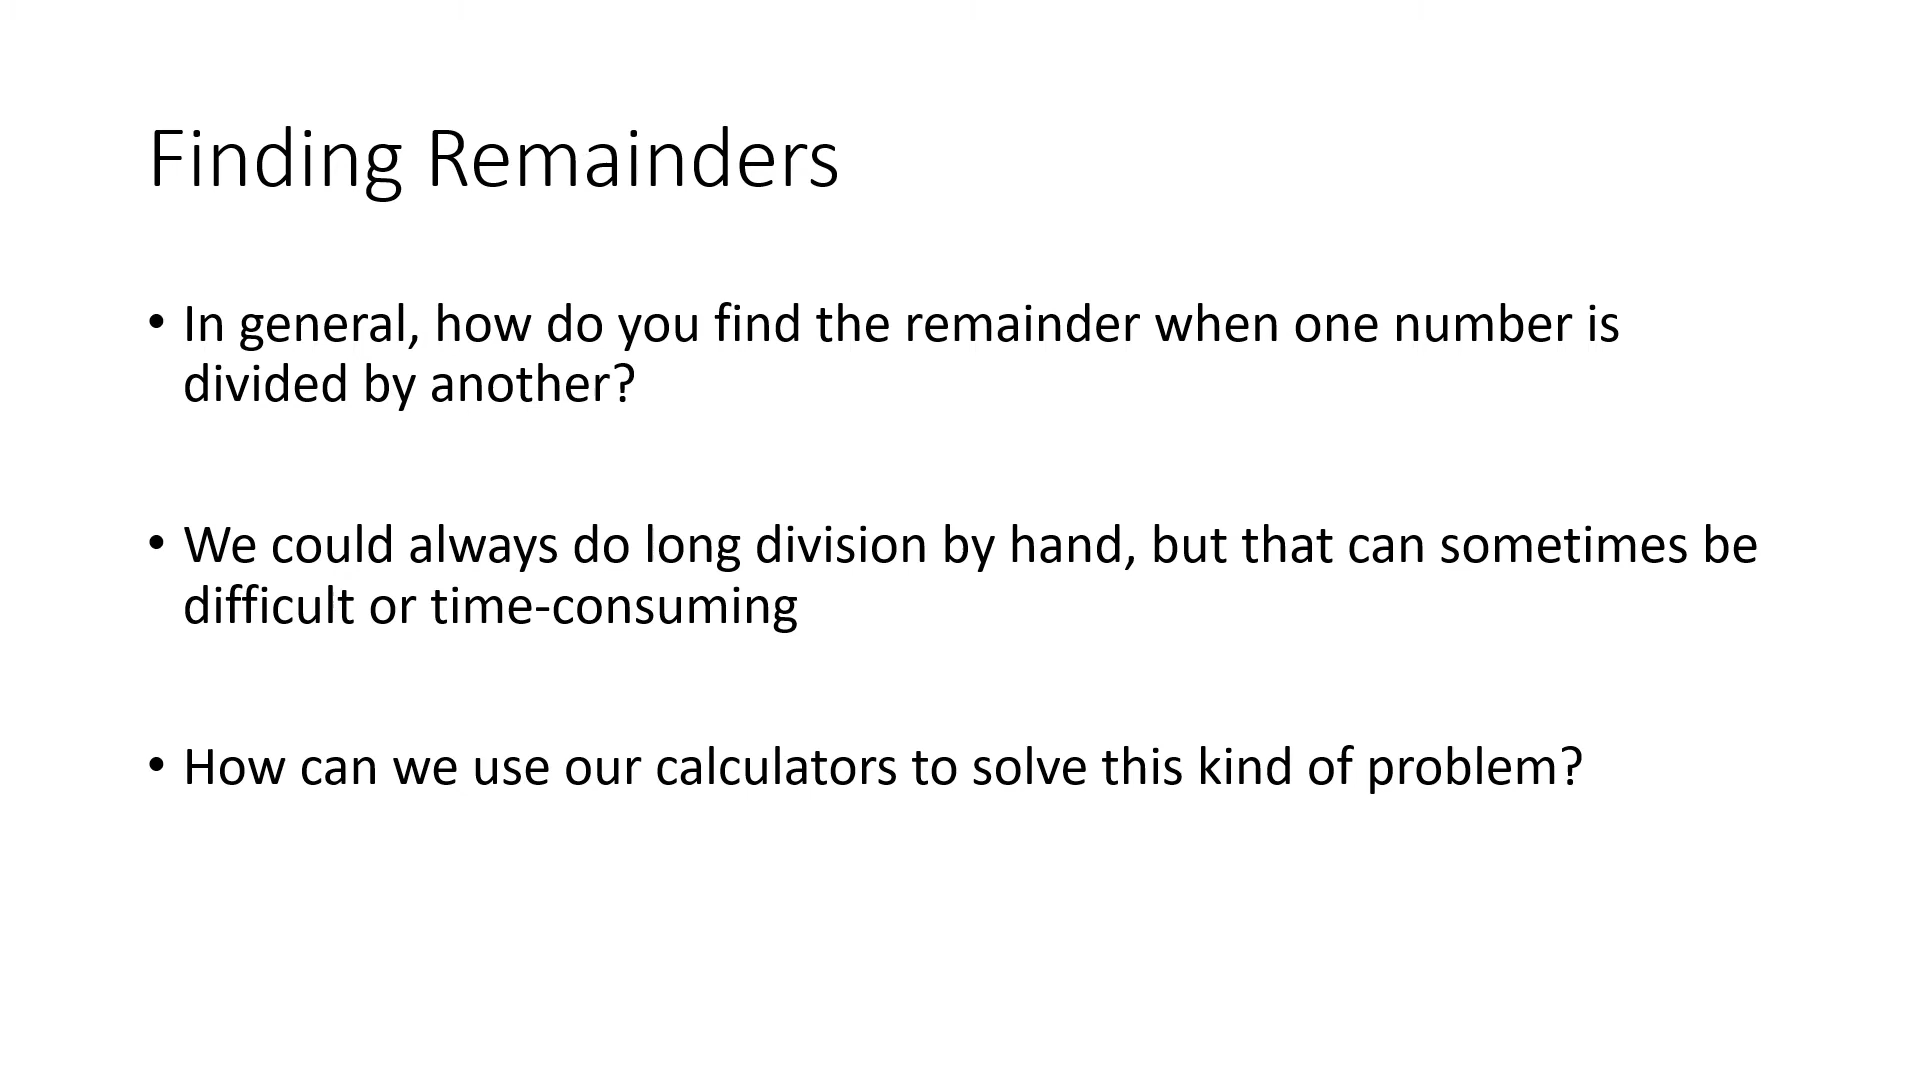 Finding Remainders
• In general, how do you find the remainder when one number is
divided by another?
• We could always do long division by hand, but that can sometimes be
difficult or time-consuming
• How can we use our calculators to solve this kind of problem?